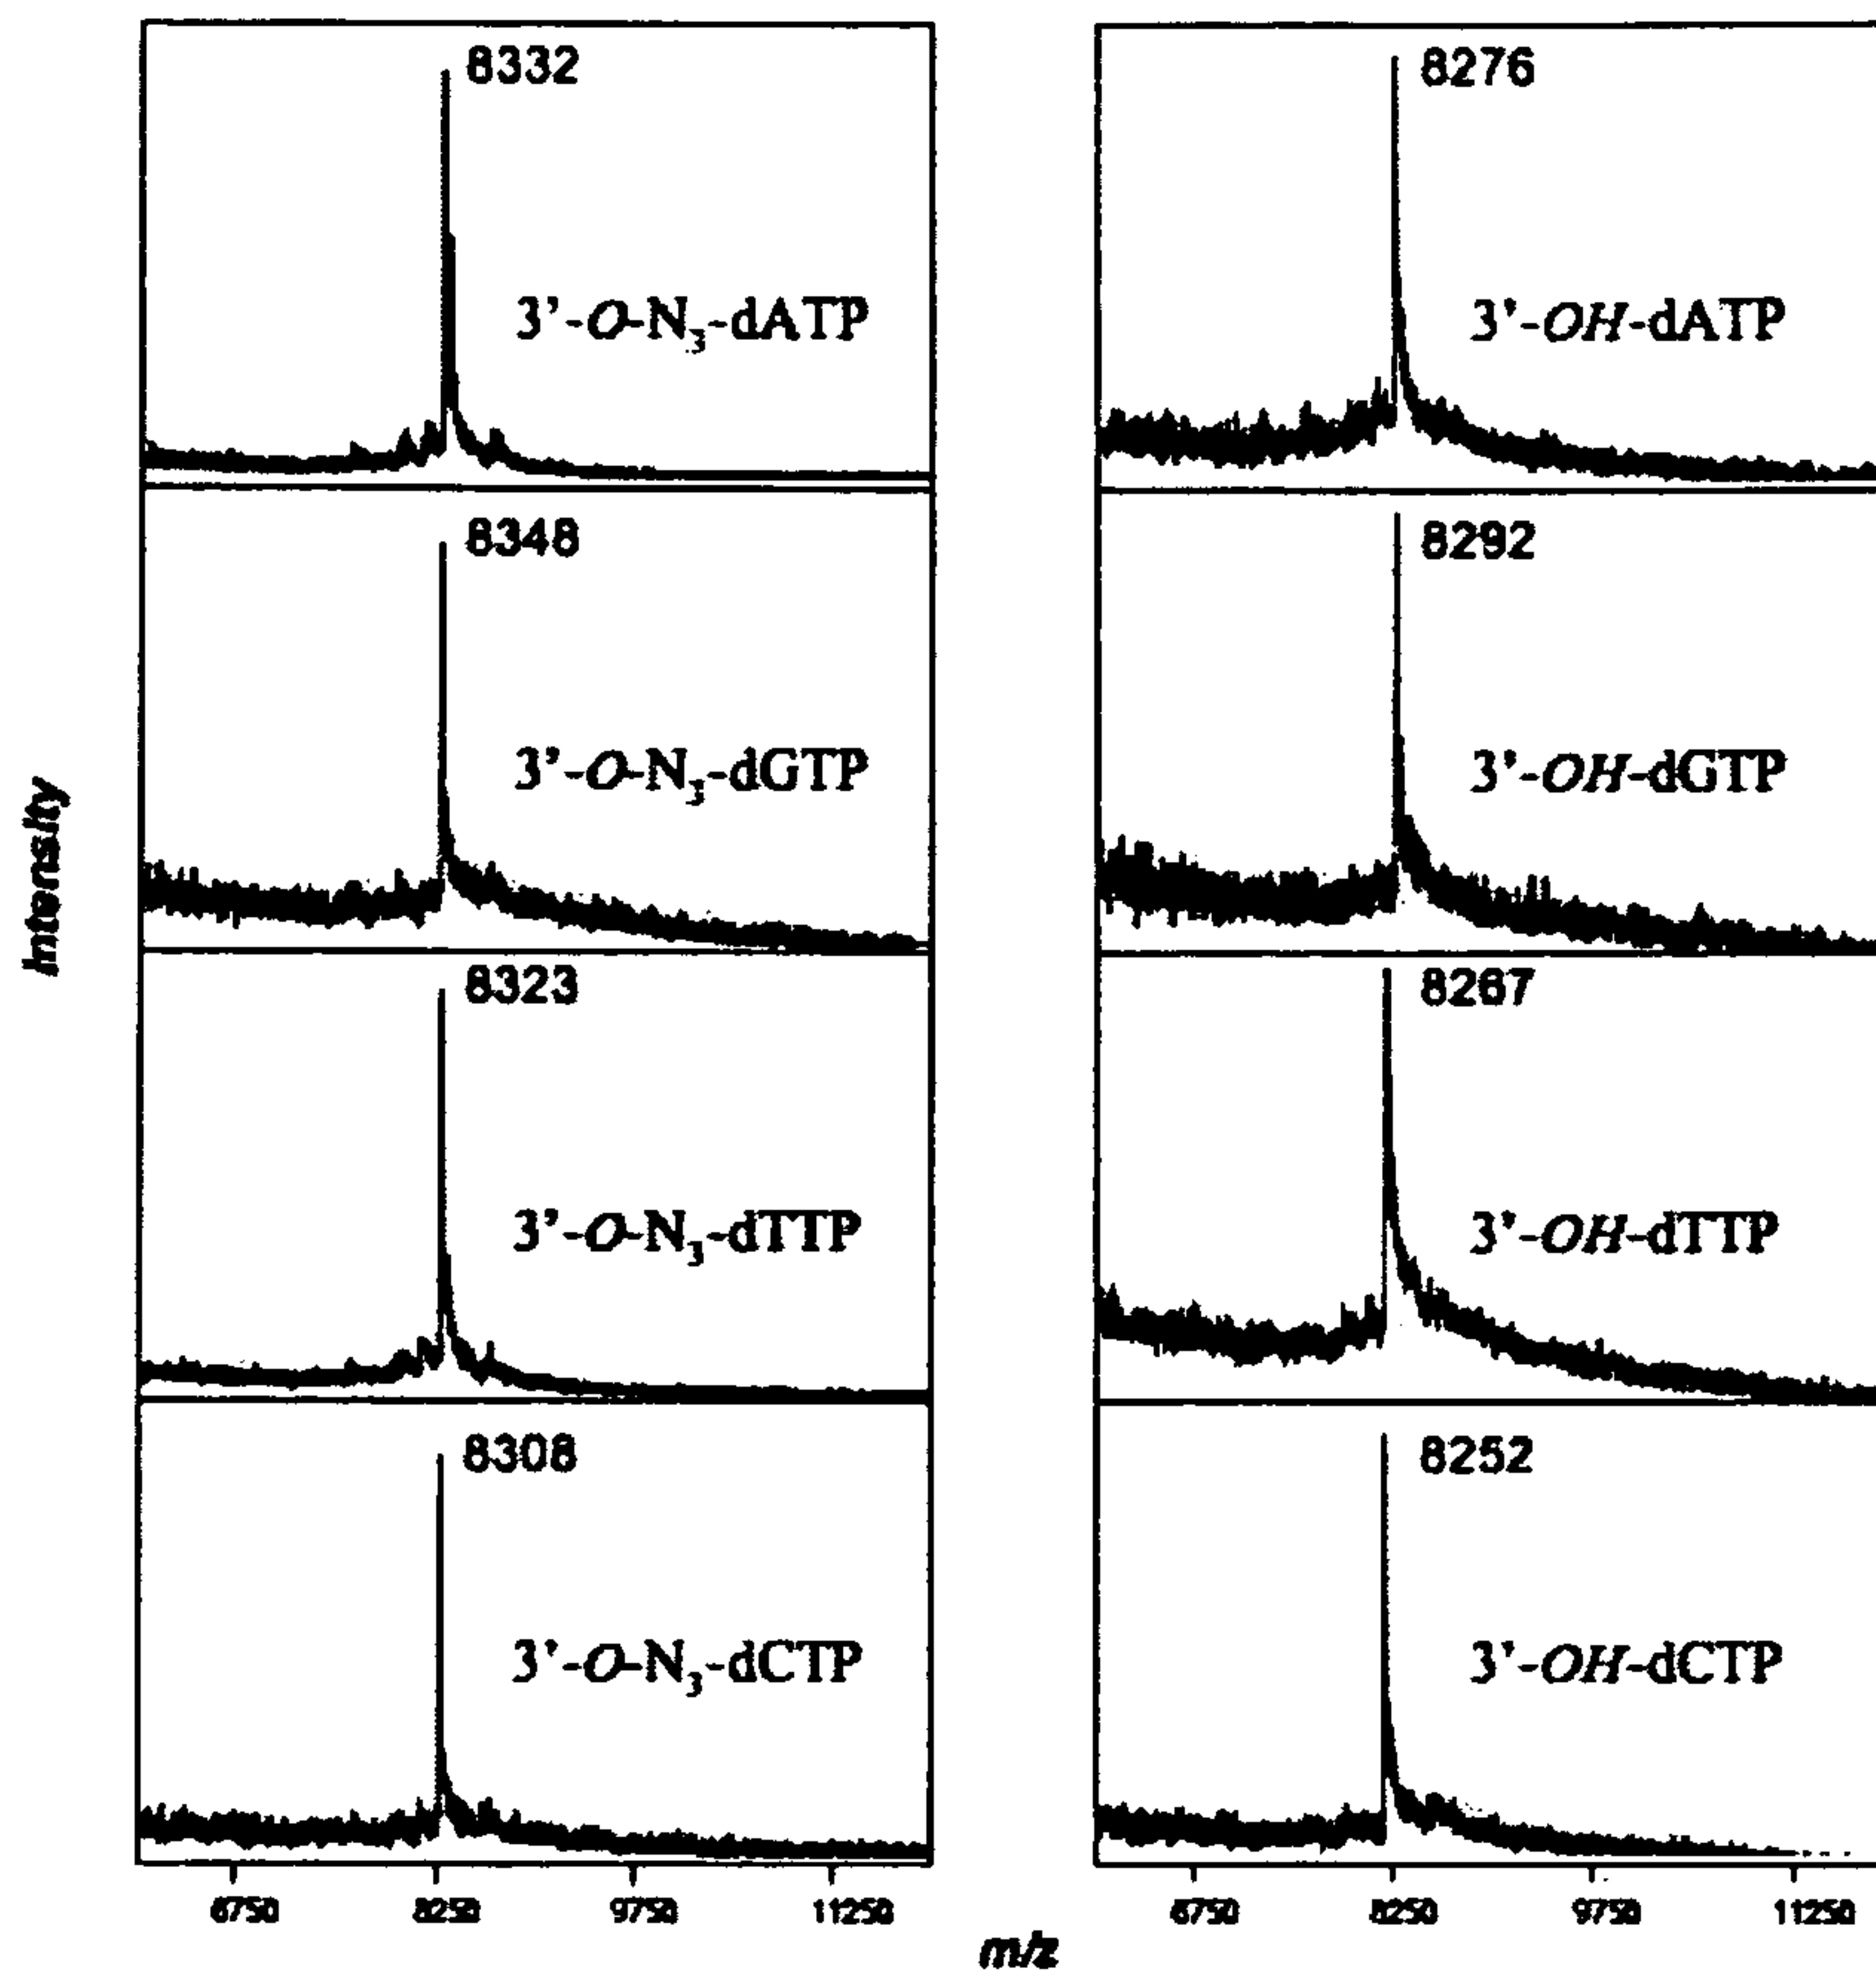 8332
3'-O-N₃-dATP
8276
3'-OH-dATP
8348
3'-O-N₃-dGTP
8292
3'-OH-dGTP
8323
3'-O-N₃-dTTP
8267
3'-OH-dTTP
8308
3'-O-N₃-dCTP
8252
3'-OH-dCTP
Intensity
6750 8250 9750 11250
6750 8250 9750 11250
m/z